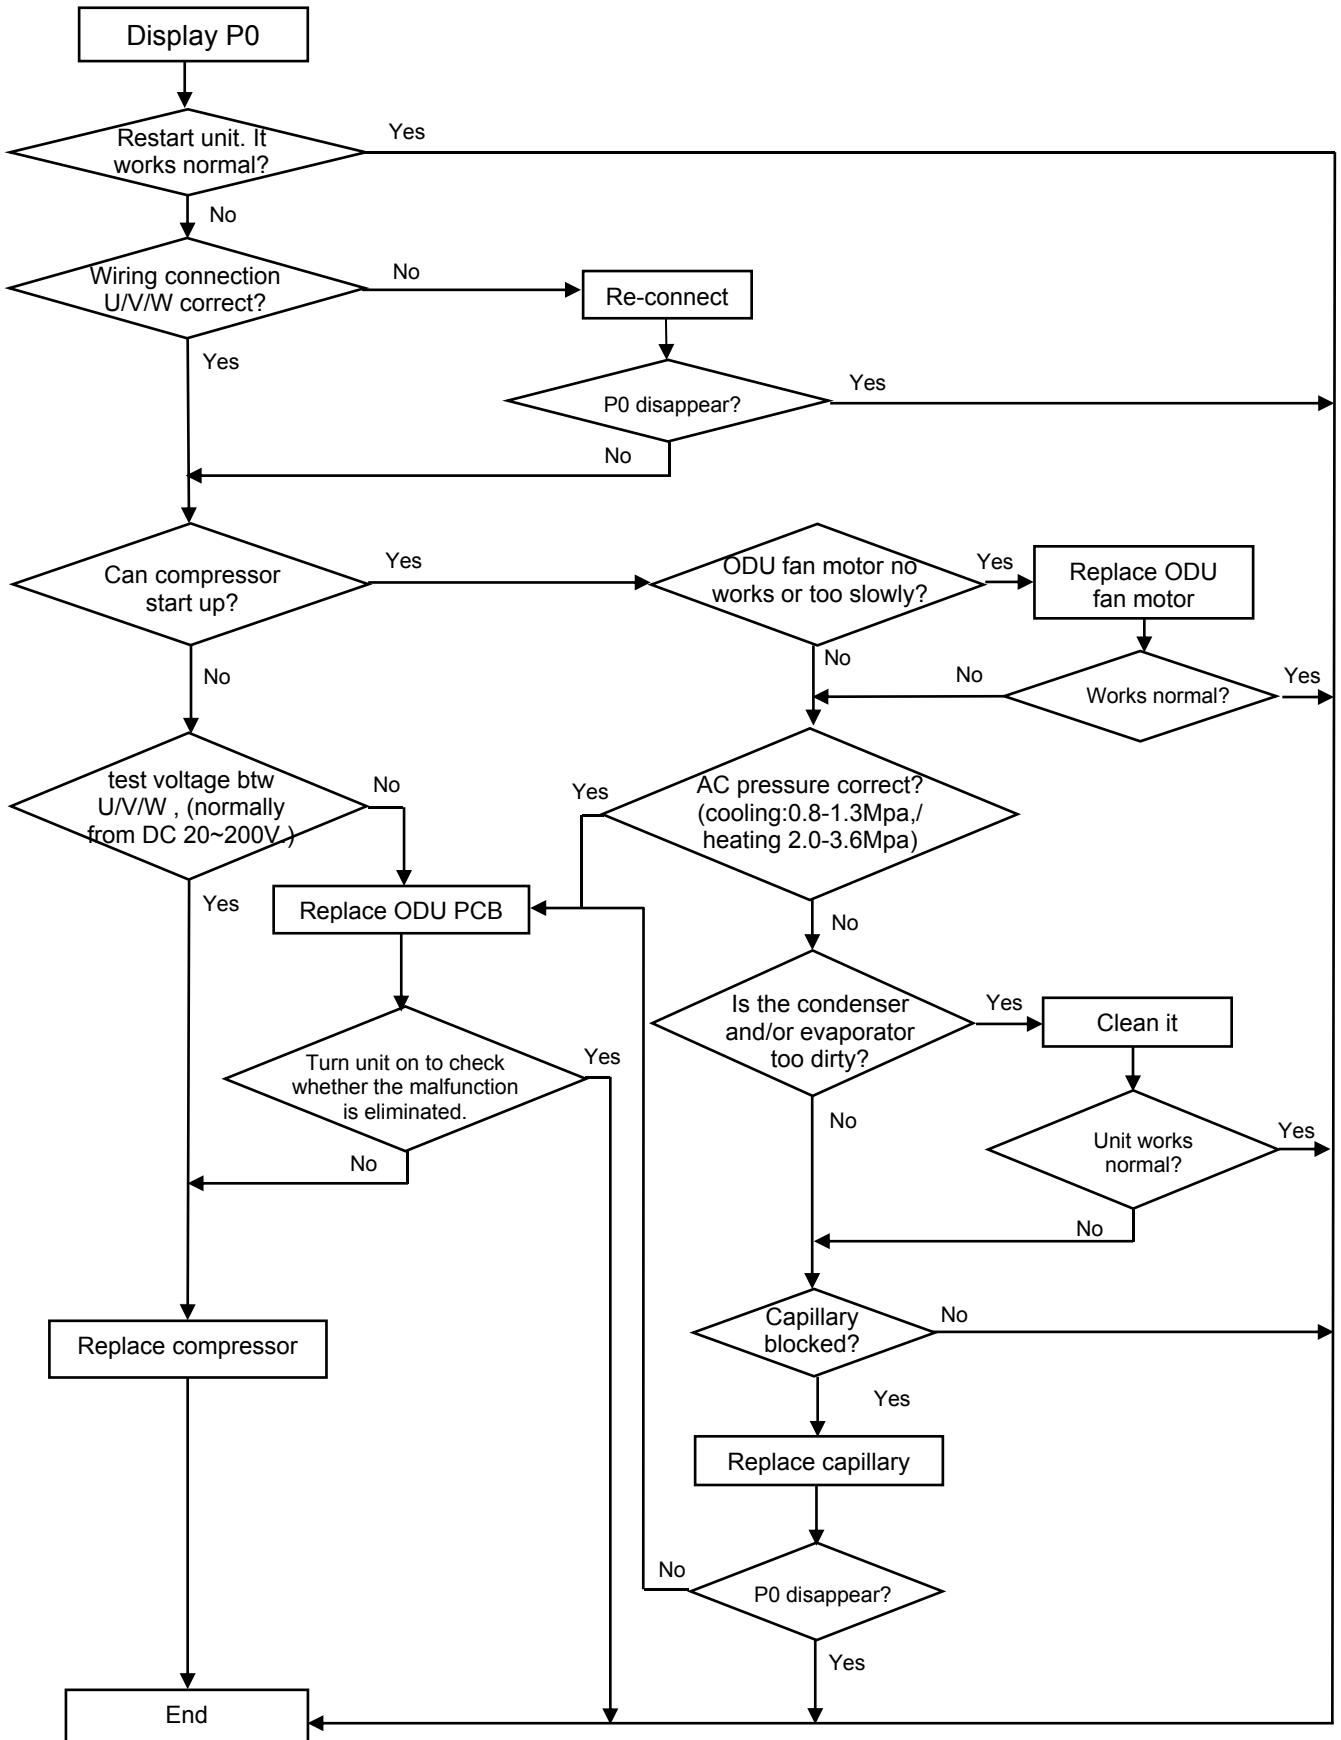 Display P0
Restart unit. It
works normal?
Yes
No
Wiring connection
U/V/W correct?
No
Re-connect
Yes
P0 disappear?
Yes
No
Can compressor
start up?
Yes
ODU fan motor no
works or too slowly?
Yes
Replace ODU
fan motor
No
No
No
Works normal?
Yes
test voltage btw
U/V/W , (normally
from DC 20~200V.)
No
Yes
AC pressure correct?
(cooling:0.8-1.3Mpa,/
heating 2.0-3.6Mpa)
Yes
Replace ODU PCB
No
Is the condenser
and/or evaporator
too dirty?
Yes
Clean it
Turn unit on to check
whether the malfunction
is eliminated.
Yes
No
No
Unit works
normal?
Yes
No
Capillary
blocked?
No
Replace compressor
Yes
Replace capillary
No
P0 disappear?
Yes
End